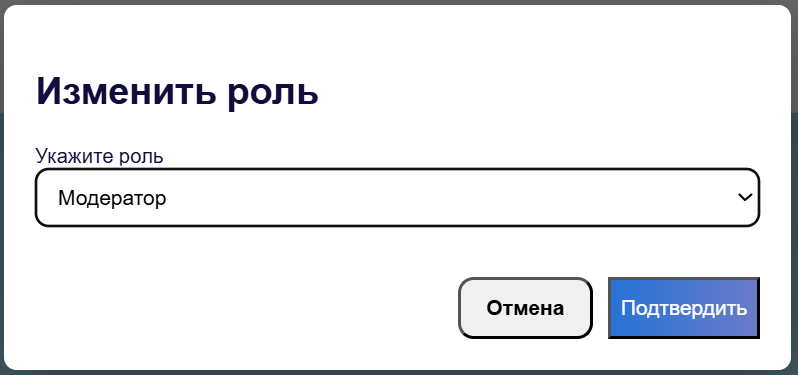 Изменить роль
Укажите роль
Модератор
Отмена
Подтвердить